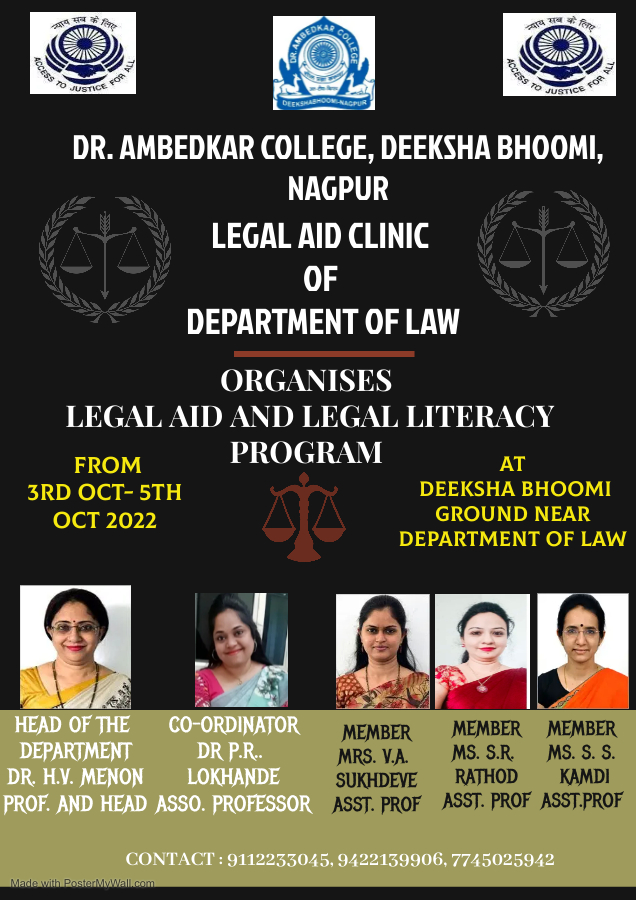 न्याय सब के लिए
ACCESS TO JUSTICE FOR ALL
DR. AMBEDKAR COLLEGE
DEEKSHABHOOMI-NAGPUR
न्याय सब के लिए
ACCESS TO JUSTICE FOR ALL
DR. AMBEDKAR COLLEGE, DEEKSHA BHOOMI,
NAGPUR
LEGAL AID CLINIC
OF
DEPARTMENT OF LAW
ORGANISES
LEGAL AID AND LEGAL LITERACY
PROGRAM
FROM
3RD OCT- 5TH
OCT 2022
AT
DEEKSHA BHOOMI
GROUND NEAR
DEPARTMENT OF LAW
HEAD OF THE
DEPARTMENT
DR. H.V. MENON
PROF. AND HEAD
CO-ORDINATOR
DR P.R..
LOKHANDE
ASSO. PROFESSOR
MEMBER
MRS. V.A.
SUKHDEVE
ASST. PROF
MEMBER
MS. S.R.
RATHOD
ASST. PROF
MEMBER
MS. S. S.
KAMDI
ASST.PROF
CONTACT : 9112233045, 9422139906, 7745025942
Made with PosterMyWall.com